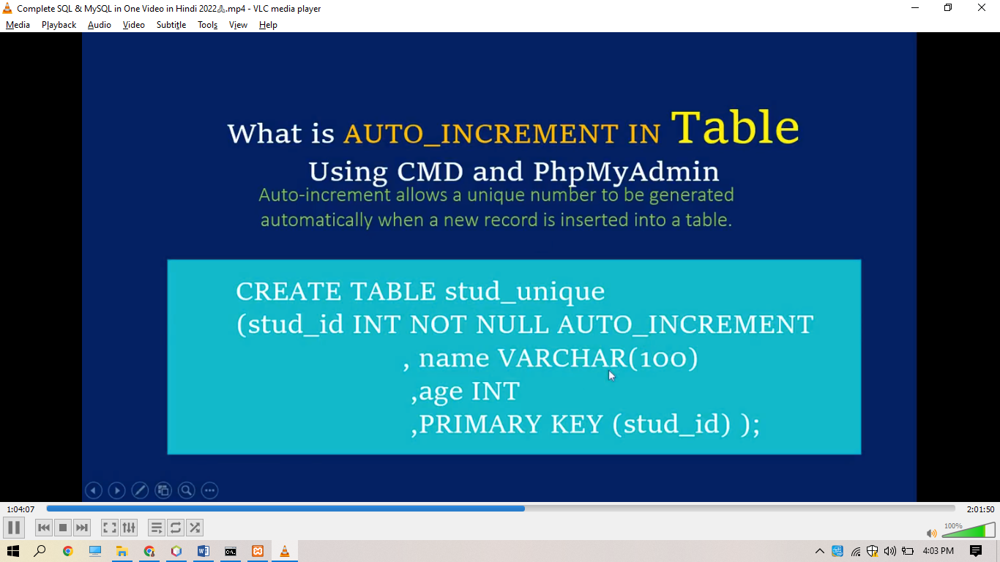 Complete SQL & MySQL in One Video in Hindi 2022🙏.mp4 - VLC media player
Media Playback Audio Video Subtitle Tools View Help
What is AUTO_INCREMENT IN Table
Using CMD and PhpMyAdmin
Auto-increment allows a unique number to be generated
automatically when a new record is inserted into a table.
CREATE TABLE stud_unique
(stud_id INT NOT NULL AUTO_INCREMENT
, name VARCHAR(100)
,age INT
,PRIMARY KEY (stud_id) );
1:04:07 2:01:50
100%
4:03 PM